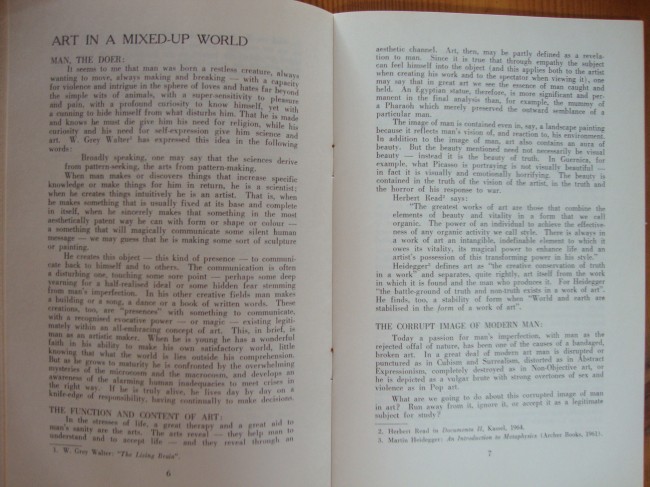 ART IN A MIXED-UP WORLD
MAN, THE DOER:
It seems to me that man was born a restless creature, always
wanting to move, always making and breaking — with a capacity
for violence and intrigue in the sphere of loves and hates far beyond
the simple wits of animals, with a super-sensitivity to pleasure
and pain, with a profound curiosity to know himself, yet with
a cunning to hide himself from what disturbs him. That he is made
and knows he must die give him his need for religion, while his
curiosity and his need for self-expression give him science and
art. W. Grey Walter¹ has expressed this idea in the following
words:
Broadly speaking, one may say that the sciences derive
from pattern-seeking, the arts from pattern-making.
When man makes or discovers things that increase specific
knowledge or make things for him in return, he is a scientist;
when he creates things intuitively he is an artist. That is, when
he makes something that is usually fixed at its base and complete
in itself, when he sincerely makes that something in the most
aesthetically patent way he can with form or shape or colour —
a something that will magically communicate some silent human
message — we may guess that he is making some sort of sculpture
or painting.
He creates this object — this kind of presence — to communi-
cate back to himself and to others. The communication is often
a disturbing one, touching some sore point — perhaps some deep
yearning for a half-realised ideal or some hidden fear stemming
from man's imperfection. In his other creative fields man makes
a building or a song, a dance or a book of written words. These
creations, too, are "presences" with something to communicate,
with a recognised evocative power — or magic — existing legiti-
mately within an all-embracing concept of art. This, in brief, is
man as an artistic maker. When he is young he has a wonderful
faith in his ability to make his own satisfactory world, little
knowing that what the world is lies outside his comprehension.
But as he grows to maturity he is confronted by the overwhelming
mysteries of the microcosm and the macrocosm, and develops an
awareness of the alarming human inadequacies to meet crises in
the right way. If he is truly alive, he lives day by day on a
knife-edge of responsibility, having continually to make decisions.
THE FUNCTION AND CONTENT OF ART:
In the stresses of life, a great therapy and a great aid to
man's sanity are the arts. The arts reveal — they help man to
understand and to accept life — and they reveal through an
1. W. Grey Walter: "The Living Brain".
6
aesthetic channel. Art, then, may be partly defined as a revela-
tion to man. Since it is true that through empathy the subject
can feel himself into the object (and this applies both to the artist
when creating his work and to the spectator when viewing it), one
may say that in great art we see the essence of man caught and
held. An Egyptian statue, therefore, is more significant and per-
manent in the final analysis than, for example, the mummy of
a Pharaoh which merely preserved the outward semblance of a
particular man.
The image of man is contained even in, say, a landscape painting
because it reflects man's vision of, and reaction to, his environment.
In addition to the image of man, art also contains an aura of
beauty. But the beauty mentioned need not necessarily be visual
beauty — instead it is the beauty of truth. In Guernica, for
example, what Picasso is portraying is not visually beautiful —
in fact it is visually and emotionally horrifying. The beauty is
contained in the truth of the vision of the artist, in the truth and
the horror of his response to war.
Herbert Read² says:
"The greatest works of art are those that combine the
elements of beauty and vitality in a form that we call
organic. The power of an individual to achieve the effective-
ness of any organic activity we call style. There is always in
a work of art an intangible, indefinable element to which it
owes its vitality, its magical power to enhance life and an
artist's possession of this transforming power in his style."
Heidegger³ defines art as "the creative conservation of truth
in a work" and separates, quite rightly, art itself from the work
in which it is found and the man who produces it. For Heidegger
"the battle-ground of truth and non-truth exists in a work of art".
He finds, too, a stability of form when "World and earth are
stabilised in the form of a work of art".
THE CORRUPT IMAGE OF MODERN MAN:
Today a passion for man's imperfection, with man as the
rejected offal of nature, has been one of the causes of a bandaged,
broken art. In a great deal of modern art man is disrupted or
punctured as in Cubism and Surrealism, distorted as in Abstract
Expressionism, completely destroyed as in Non-Objective art, or
he is depicted as a vulgar brute with strong overtones of sex and
violence as in Pop art.
What are we going to do about this corrupted image of man
in art? Run away from it, ignore it, or accept it as a legitimate
subject for study?
2. Herbert Read in Documenta II, Kassel, 1964.
3. Martin Heidegger: An Introduction to Metaphysics (Archer Books, 1961).
7